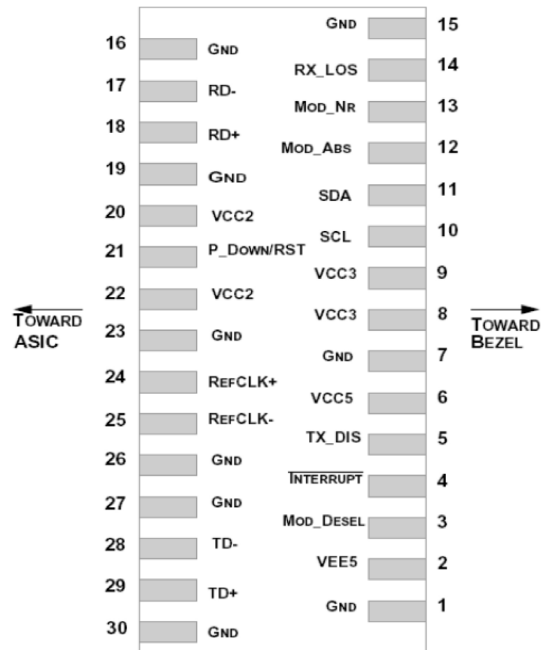 GND 15
16 GND
RX_LOS 14
17 RD-
MOD_NR 13
18 RD+
MOD_ABS 12
19 GND
SDA 11
20 VCC2
SCL 10
21 P_DOWN/RST
VCC3 9
22 VCC2
VCC3 8
TOWARD ASIC
TOWARD BEZEL
23 GND
GND 7
24 REFCLK+
VCC5 6
25 REFCLK-
TX_DIS 5
26 GND
INTERRUPT 4
27 GND
MOD_DESEL 3
28 TD-
VEE5 2
29 TD+
GND 1
30 GND